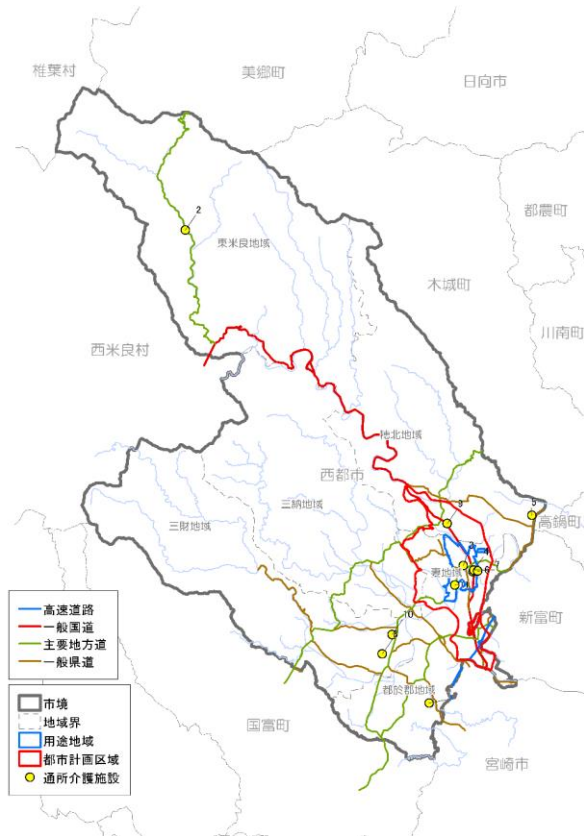 椎葉村
美郷町
日向市
都農町
2
東米良地域
木城町
川南町
西米良村
穂北地域
西都市
5
3
高鍋町
三納地域
三財地域
妻地域
6
新富町
10
都於郡地域
国富町
宮崎市
高速道路
一般国道
主要地方道
一般県道
市境
地域界
用途地域
都市計画区域
通所介護施設